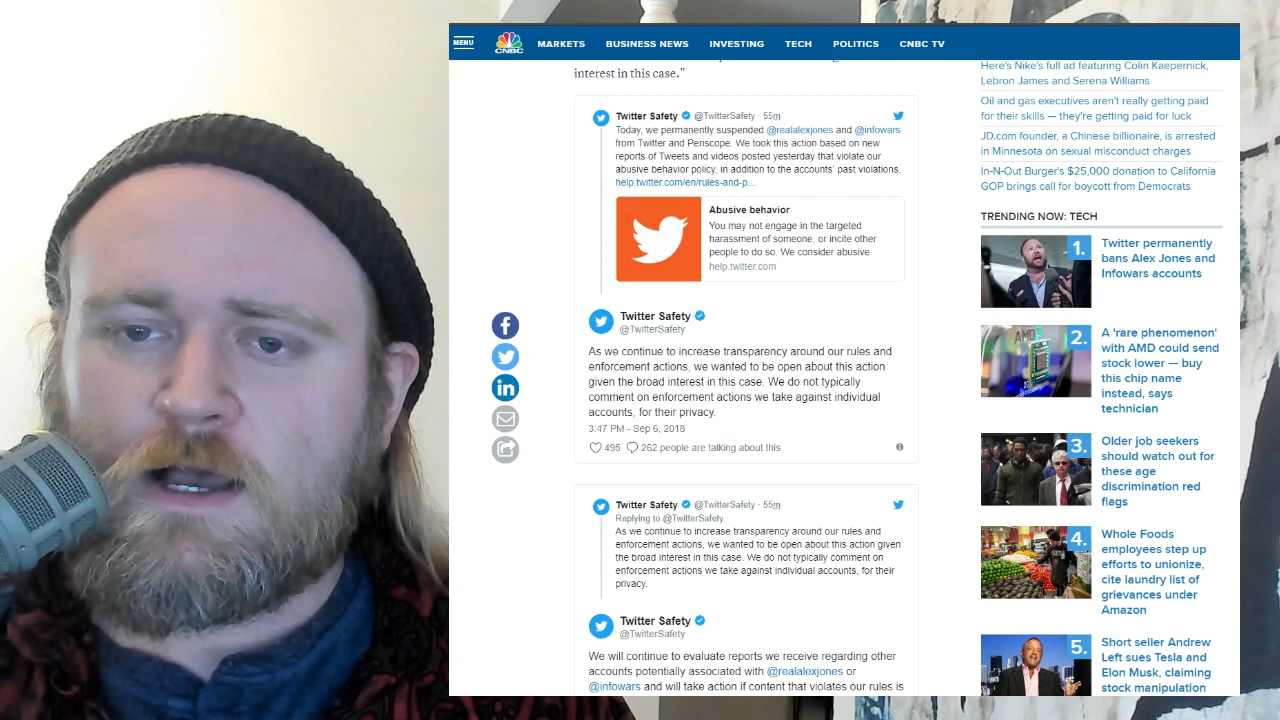 MENU
CNBC
MARKETS BUSINESS NEWS INVESTING TECH POLITICS CNBC TV
interest in this case."
Twitter Safety @TwitterSafety · 55m
Today, we permanently suspended @realalexjones and @infowars
from Twitter and Periscope. We took this action based on new
reports of Tweets and videos posted yesterday that violate our
abusive behavior policy, in addition to the accounts' past violations.
help.twitter.com/en/rules-and-p…
Abusive behavior
You may not engage in the targeted
harassment of someone, or incite other
people to do so. We consider abusive
help.twitter.com
Twitter Safety
@TwitterSafety
As we continue to increase transparency around our rules and
enforcement actions, we wanted to be open about this action
given the broad interest in this case. We do not typically
comment on enforcement actions we take against individual
accounts, for their privacy.
3:47 PM - Sep 6, 2018
495 262 people are talking about this
Twitter Safety @TwitterSafety · 55m
Replying to @TwitterSafety
As we continue to increase transparency around our rules and
enforcement actions, we wanted to be open about this action given
the broad interest in this case. We do not typically comment on
enforcement actions we take against individual accounts, for their
privacy.
Twitter Safety
@TwitterSafety
We will continue to evaluate reports we receive regarding other
accounts potentially associated with @realalexjones or
@infowars and will take action if content that violates our rules is
Here's Nike's full ad featuring Colin Kaepernick,
Lebron James and Serena Williams
Oil and gas executives aren't really getting paid
for their skills — they're getting paid for luck
JD.com founder, a Chinese billionaire, is arrested
in Minnesota on sexual misconduct charges
In-N-Out Burger's $25,000 donation to California
GOP brings call for boycott from Democrats
TRENDING NOW: TECH
1.
Twitter permanently
bans Alex Jones and
Infowars accounts
2.
AMD
A 'rare phenomenon'
with AMD could send
stock lower — buy
this chip name
instead, says
technician
3.
Older job seekers
should watch out for
these age
discrimination red
flags
4.
Whole Foods
employees step up
efforts to unionize,
cite laundry list of
grievances under
Amazon
5.
Short seller Andrew
Left sues Tesla and
Elon Musk, claiming
stock manipulation